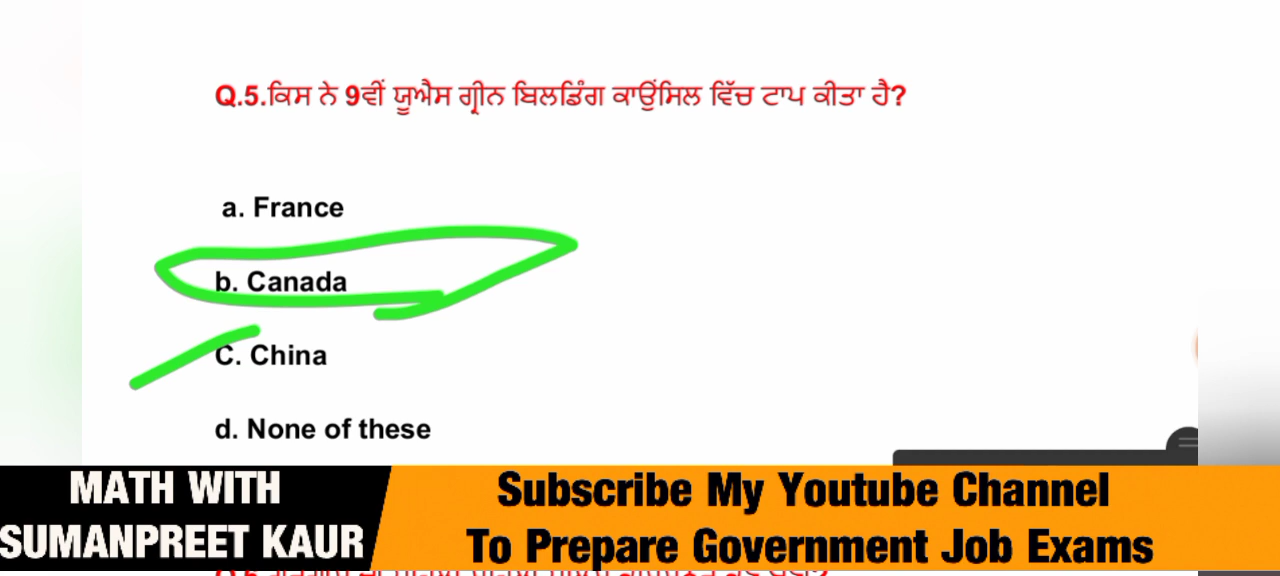 Q.5.ਕਿਸ ਨੇ 9ਵੀਂ ਯੂਐਸ ਗ੍ਰੀਨ ਬਿਲਡਿੰਗ ਕਾਉਂਸਿਲ ਵਿੱਚ ਟਾਪ ਕੀਤਾ ਹੈ?
a. France
b. Canada
C. China
d. None of these
MATH WITH
SUMANPREET KAUR
Subscribe My Youtube Channel
To Prepare Government Job Exams